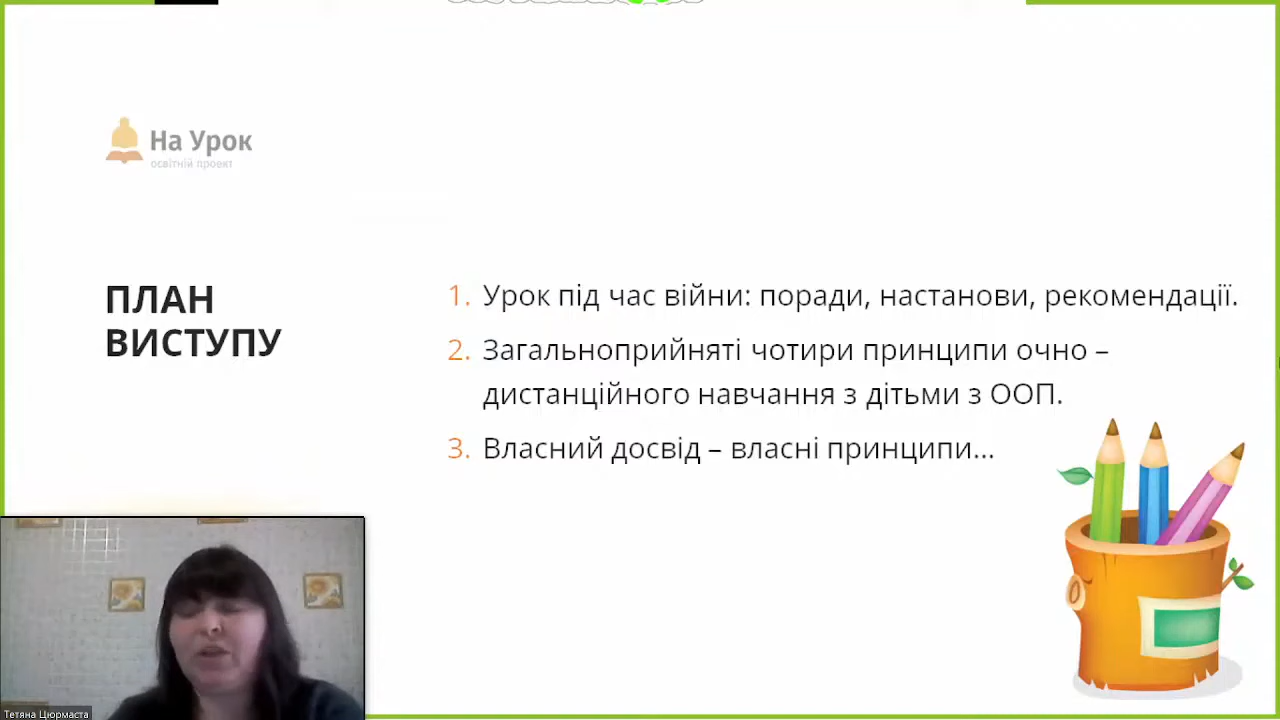 На Урок
освітній проект
ПЛАН
ВИСТУПУ
1. Урок під час війни: поради, настанови, рекомендації.
2. Загальноприйняті чотири принципи очно –
дистанційного навчання з дітьми з ООП.
3. Власний досвід – власні принципи...
Тетяна Цюрмаста